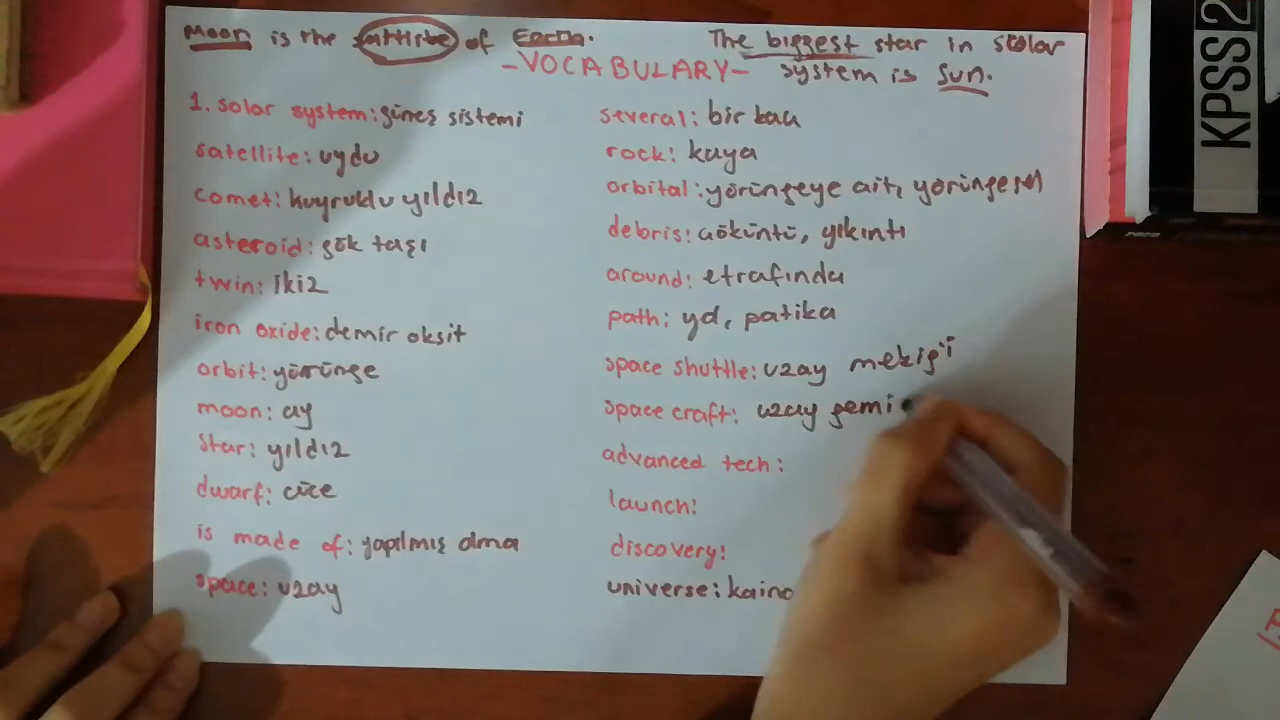 Moon is the of Earth.
The biggest star in solar
system is Sun.
-VOCABULARY-
1. solar system: güneş sistemi
satellite: uydu
comet: kuyruklu yıldız
asteroid: gök taşı
twin: ikiz
iron oxide: demir oksit
orbit: yörünge
moon: ay
star: yıldız
dwarf: cüce
is made of: yapılmış olma
space: uzay
several: bir kaç
rock: kaya
orbital: yörüngeye ait, yörüngesel
debris: döküntü, yıkıntı
around: etrafında
path: yol, patika
space shuttle: uzay mekiği
space craft: uzay gemi
advanced tech:
launch:
discovery:
universe: kaina
KPSS 2